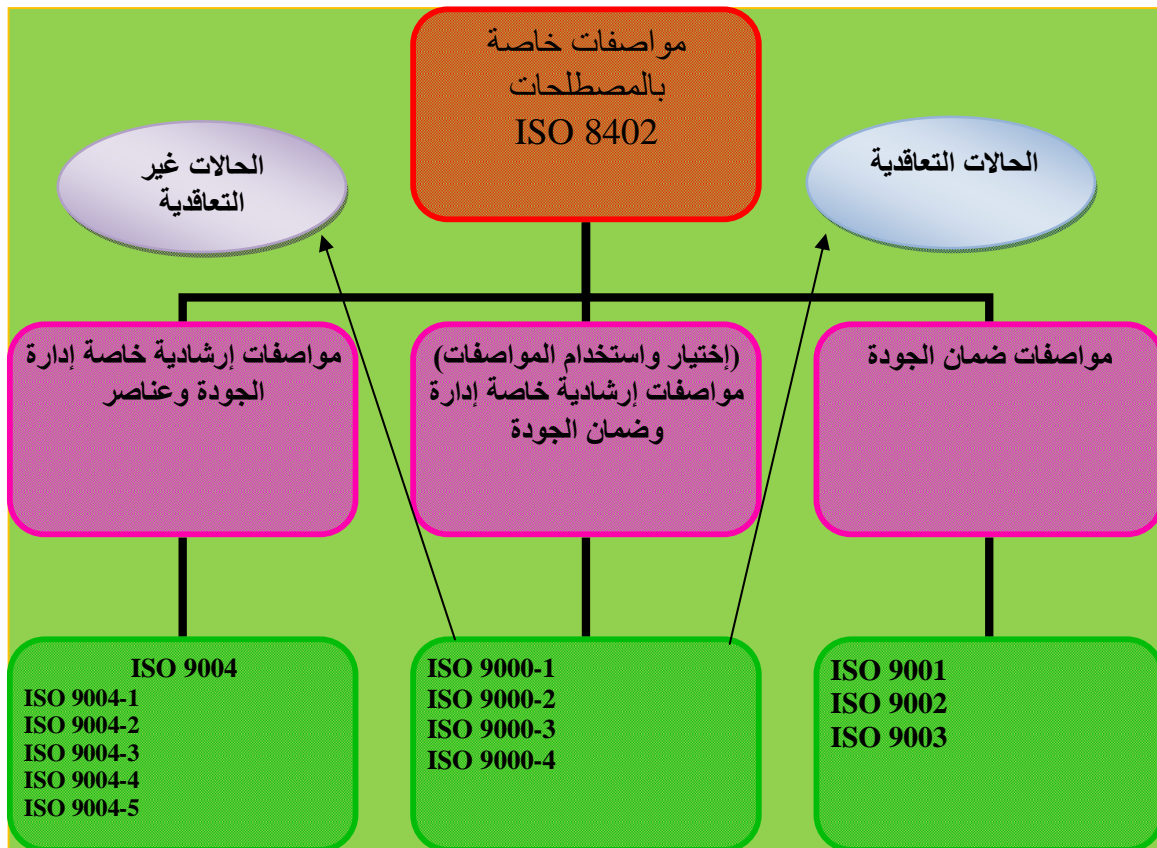 مواصفات خاصة
بالمصطلحات
ISO 8402
الحالات التعاقدية
الحالات غير
التعاقدية
مواصفات ضمان الجودة
(إختيار واستخدام المواصفات)
مواصفات إرشادية خاصة إدارة
وضمان الجودة
مواصفات إرشادية خاصة إدارة
الجودة وعناصر
ISO 9001
ISO 9002
ISO 9003
ISO 9000-1
ISO 9000-2
ISO 9000-3
ISO 9000-4
ISO 9004
ISO 9004-1
ISO 9004-2
ISO 9004-3
ISO 9004-4
ISO 9004-5